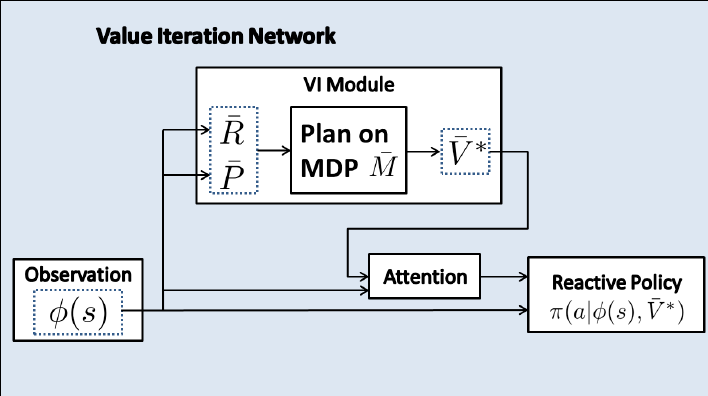 Value Iteration Network
VI Module
R̄
P̄
Plan on
MDP M̄
V̄*
Observation
ϕ(s)
Attention
Reactive Policy
π(a|ϕ(s), V̄*)